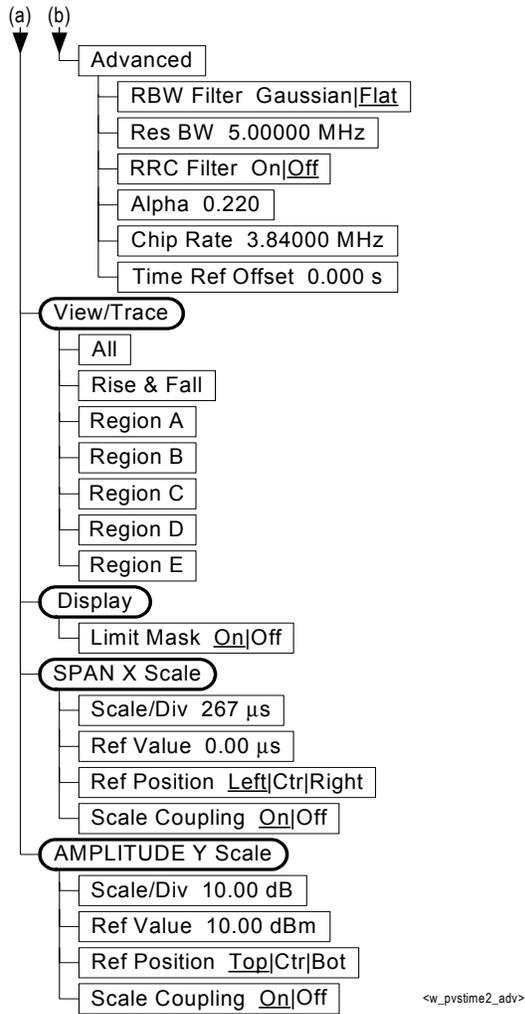 (a) (b)
Advanced
RBW Filter Gaussian|Flat
Res BW 5.00000 MHz
RRC Filter On|Off
Alpha 0.220
Chip Rate 3.84000 MHz
Time Ref Offset 0.000 s
View/Trace
All
Rise & Fall
Region A
Region B
Region C
Region D
Region E
Display
Limit Mask On|Off
SPAN X Scale
Scale/Div 267 μs
Ref Value 0.00 μs
Ref Position Left|Ctr|Right
Scale Coupling On|Off
AMPLITUDE Y Scale
Scale/Div 10.00 dB
Ref Value 10.00 dBm
Ref Position Top|Ctr|Bot
Scale Coupling On|Off
<w_pvstime2_adv>